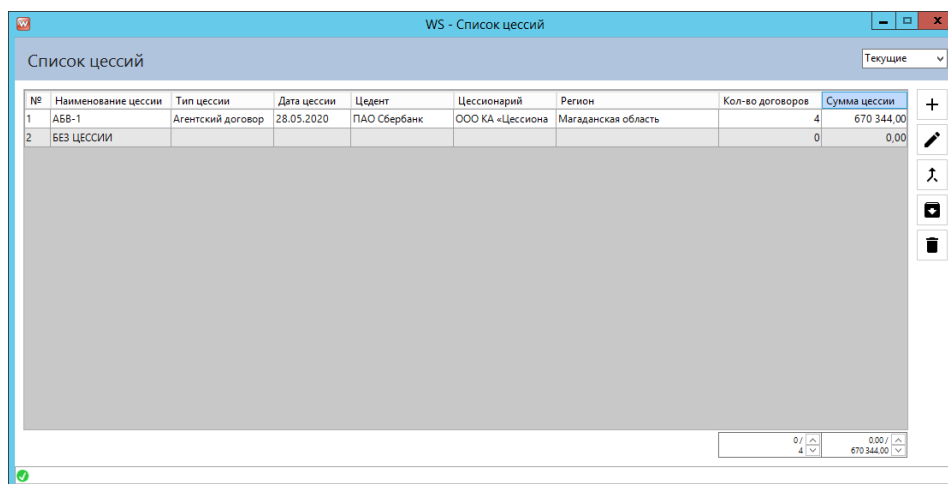 WS - Список цессий
Список цессий
Текущие
№ Наименование цессии Тип цессии Дата цессии Цедент Цессионарий Регион Кол-во договоров Сумма цессии
1 АБВ-1 Агентский договор 28.05.2020 ПАО Сбербанк ООО КА «Цессиона Магаданская область 4 670 344,00
2 БЕЗ ЦЕССИИ 0 0,00
0 / 0,00 /
4 670 344,00